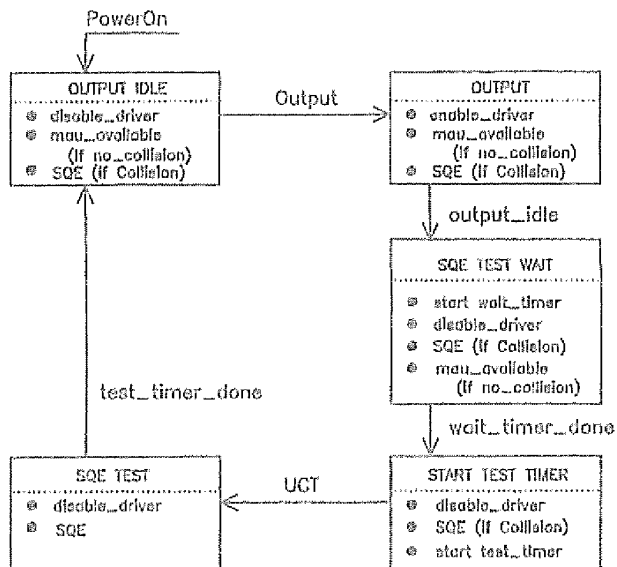 PowerOn
OUTPUT IDLE
disable_driver
mau_available
(if no_collision)
SQE (if Collision)
Output
OUTPUT
enable_driver
mau_available
(if no_collision)
SQE (if Collision)
output_idle
SQE TEST WAIT
start wait_timer
disable_driver
SQE (if Collision)
mau_available
(if no_collision)
test_timer_done
wait_timer_done
SQE TEST
disable_driver
SQE
UCT
START TEST TIMER
disable_driver
SQE (if Collision)
start test_timer